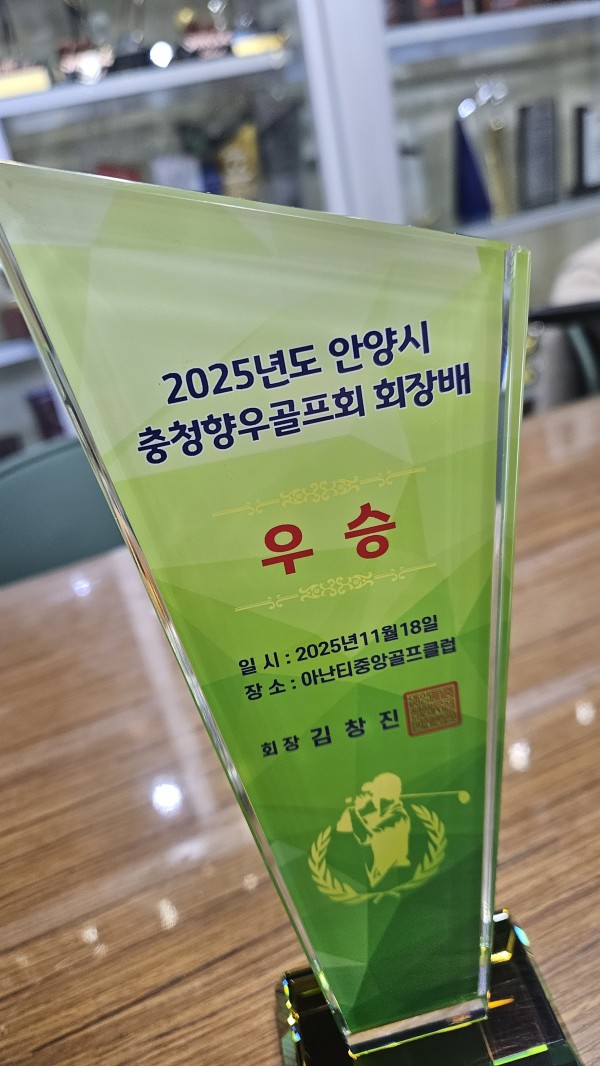 2025년도 안양시
충청향우골프회 회장배
우 승
일 시 : 2025년11월18일
장 소 : 아난티중앙골프클럽
회장 김 창 진